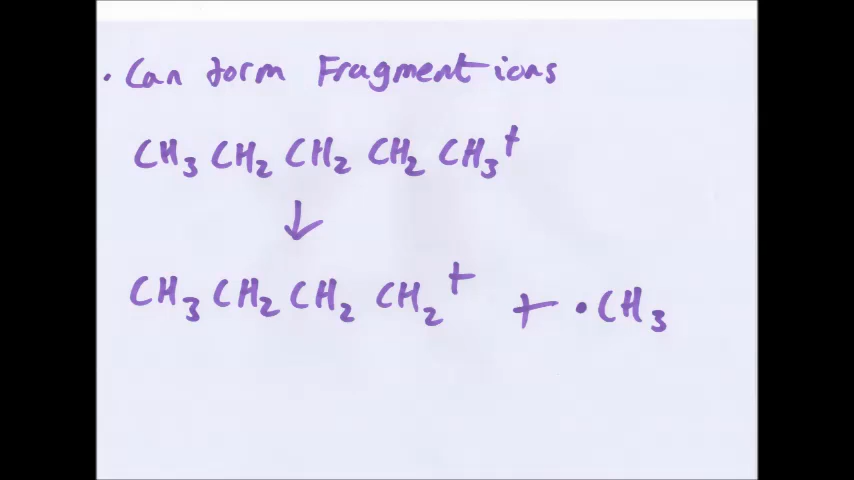 · Can form Fragment ions
CH3 CH2 CH2 CH2 CH3+
↓
CH3 CH2 CH2 CH2+ + ·CH3